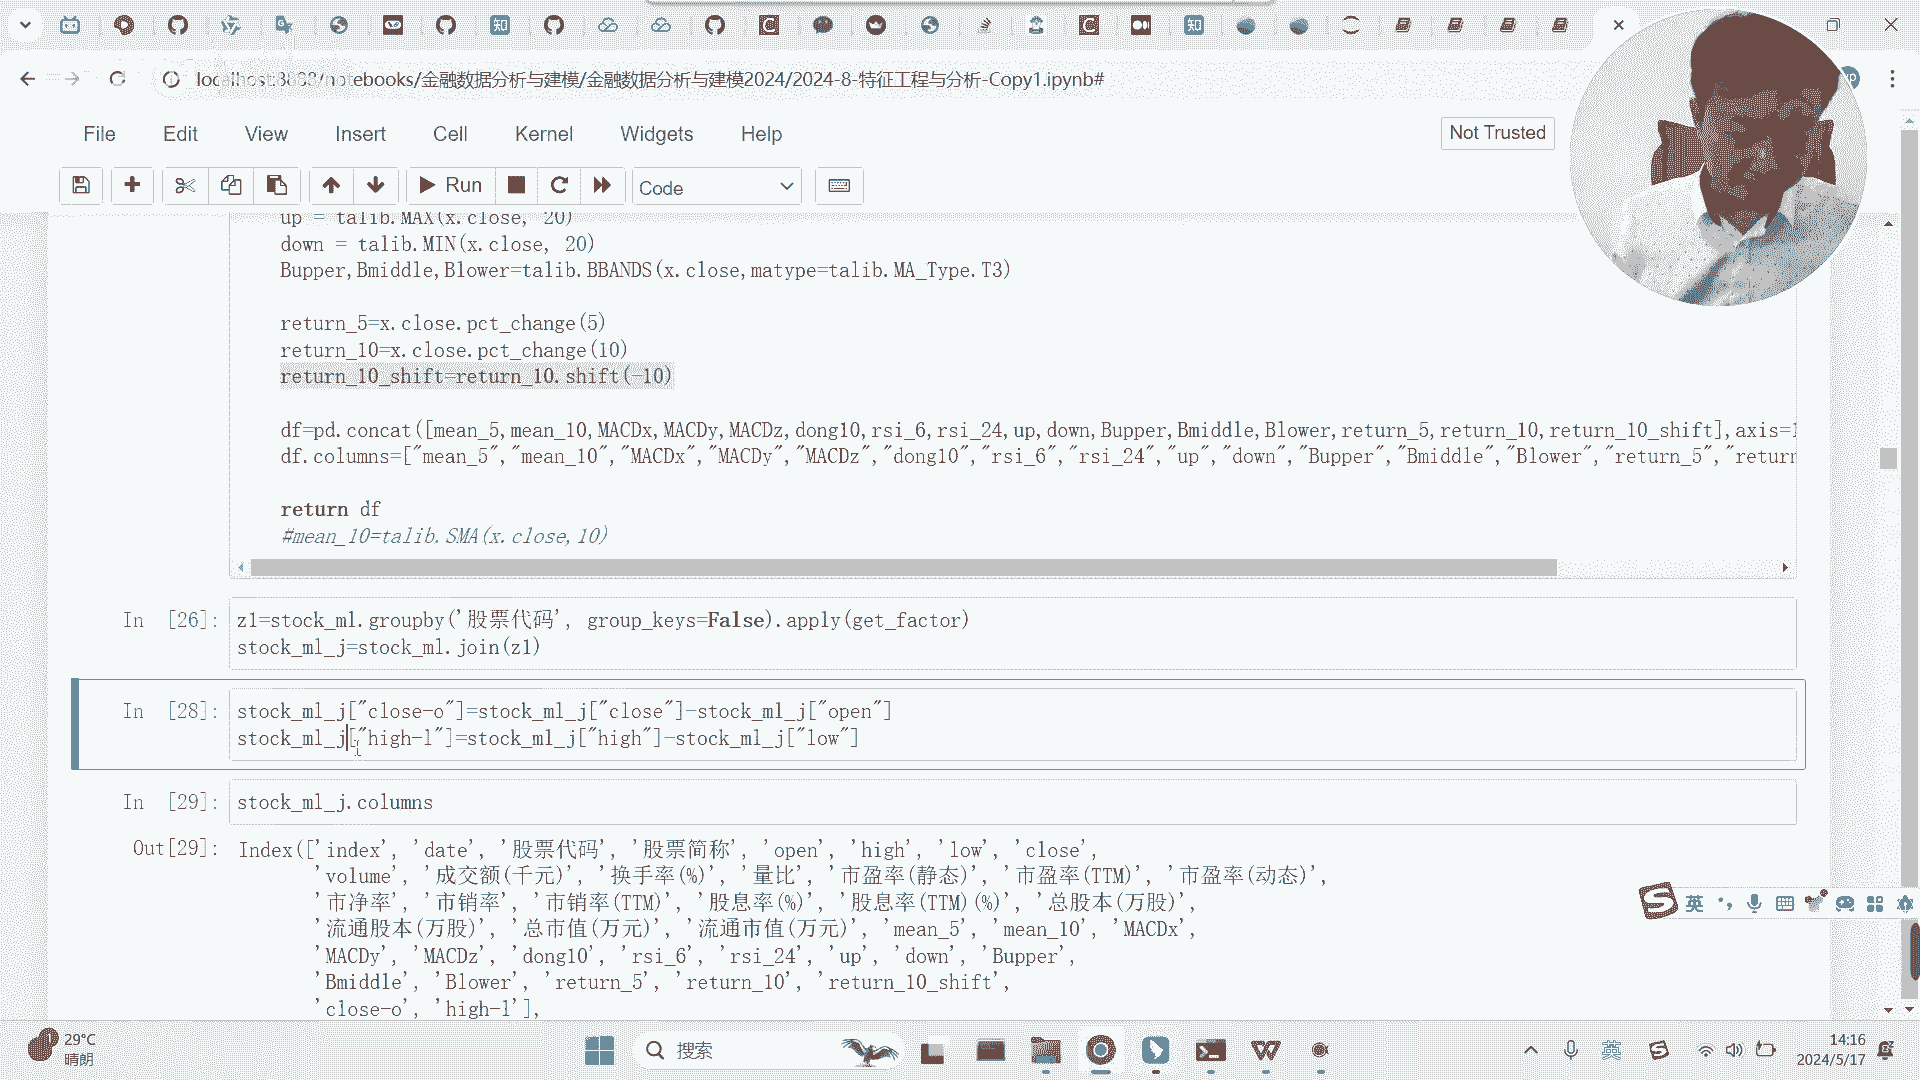 localhost:8888/notebooks/金融数据分析与建模/金融数据分析与建模2024/2024-8-特征工程与分析-Copy1.ipynb#
File Edit View Insert Cell Kernel Widgets Help
Not Trusted
Run
Code
up = talib.MAX(x.close, 20)
down = talib.MIN(x.close, 20)
Bupper,Bmiddle,Blower=talib.BBANDS(x.close,matype=talib.MA_Type.T3)
return_5=x.close.pct_change(5)
return_10=x.close.pct_change(10)
return_10_shift=return_10.shift(-10)
df=pd.concat([mean_5,mean_10,MACDx,MACDy,MACDz,dong10,rsi_6,rsi_24,up,down,Bupper,Bmiddle,Blower,return_5,return_10,return_10_shift],axis=1
df.columns=["mean_5","mean_10","MACDx","MACDy","MACDz","dong10","rsi_6","rsi_24","up","down","Bupper","Bmiddle","Blower","return_5","return
return df
#mean_10=talib.SMA(x.close,10)
In [26]: z1=stock_ml.groupby('股票代码', group_keys=False).apply(get_factor)
stock_ml_j=stock_ml.join(z1)
In [28]: stock_ml_j["close-o"]=stock_ml_j["close"]-stock_ml_j["open"]
stock_ml_j["high-l"]=stock_ml_j["high"]-stock_ml_j["low"]
In [29]: stock_ml_j.columns
Out[29]: Index(['index', 'date', '股票代码', '股票简称', 'open', 'high', 'low', 'close',
'volume', '成交额(千元)', '换手率(%)', '量比', '市盈率(静态)', '市盈率(TTM)', '市盈率(动态)',
'市净率', '市销率', '市销率(TTM)', '股息率(%)', '股息率(TTM)(%)', '总股本(万股)',
'流通股本(万股)', '总市值(万元)', '流通市值(万元)', 'mean_5', 'mean_10', 'MACDx',
'MACDy', 'MACDz', 'dong10', 'rsi_6', 'rsi_24', 'up', 'down', 'Bupper',
'Bmiddle', 'Blower', 'return_5', 'return_10', 'return_10_shift',
'close-o', 'high-l'],
英
29°C
晴朗
搜索
英
14:16
2024/5/17